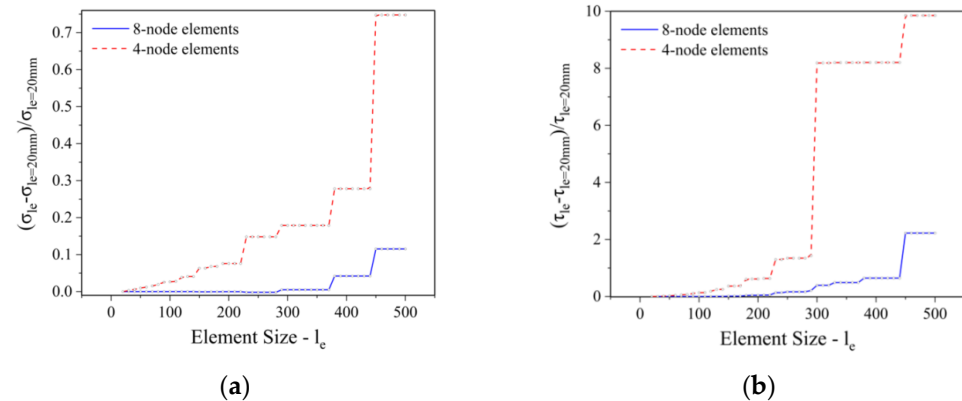 8-node elements
4-node elements
(σle-σle=20mm)/σle=20mm
0.7
0.6
0.5
0.4
0.3
0.2
0.1
0.0
0 100 200 300 400 500
Element Size - le
(a)
8-node elements
4-node elements
(τle-τle=20mm)/τle=20mm
10
8
6
4
2
0
0 100 200 300 400 500
Element Size - le
(b)